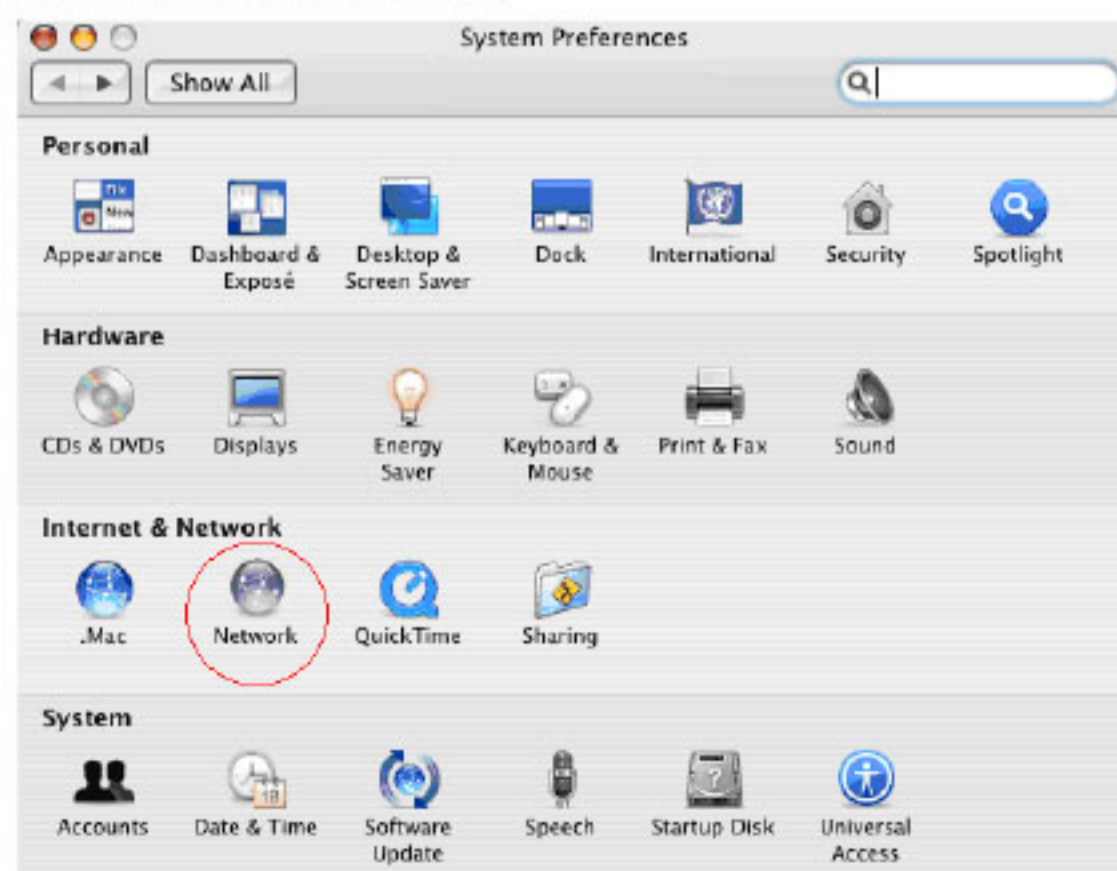 System Preferences
Show All
Personal
Appearance
Dashboard & Exposé
Desktop & Screen Saver
Dock
International
Security
Spotlight
Hardware
CDs & DVDs
Displays
Energy Saver
Keyboard & Mouse
Print & Fax
Sound
Internet & Network
.Mac
Network
QuickTime
Sharing
System
Accounts
Date & Time
Software Update
Speech
Startup Disk
Universal Access